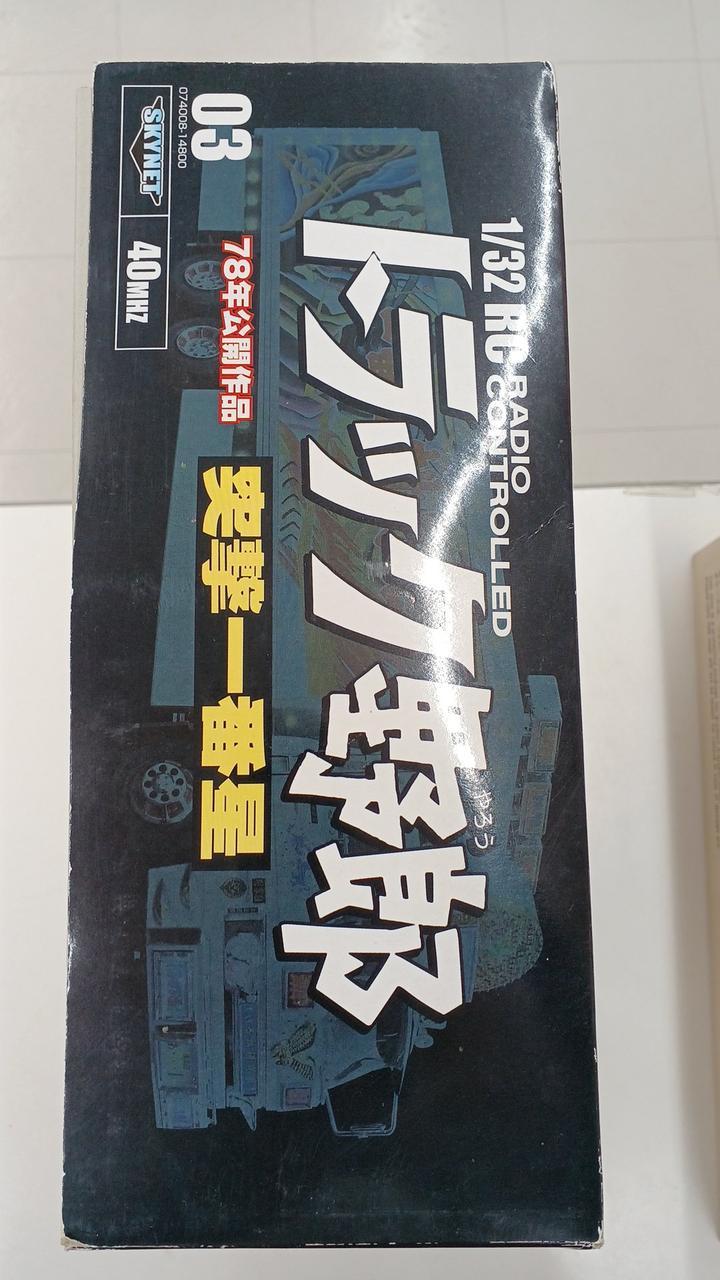 1/32 RC RADIO CONTROLLED
トラック野郎
やろう
78年公開作品
突撃一番星
03
074008-14800
SKYNET
40MHZ